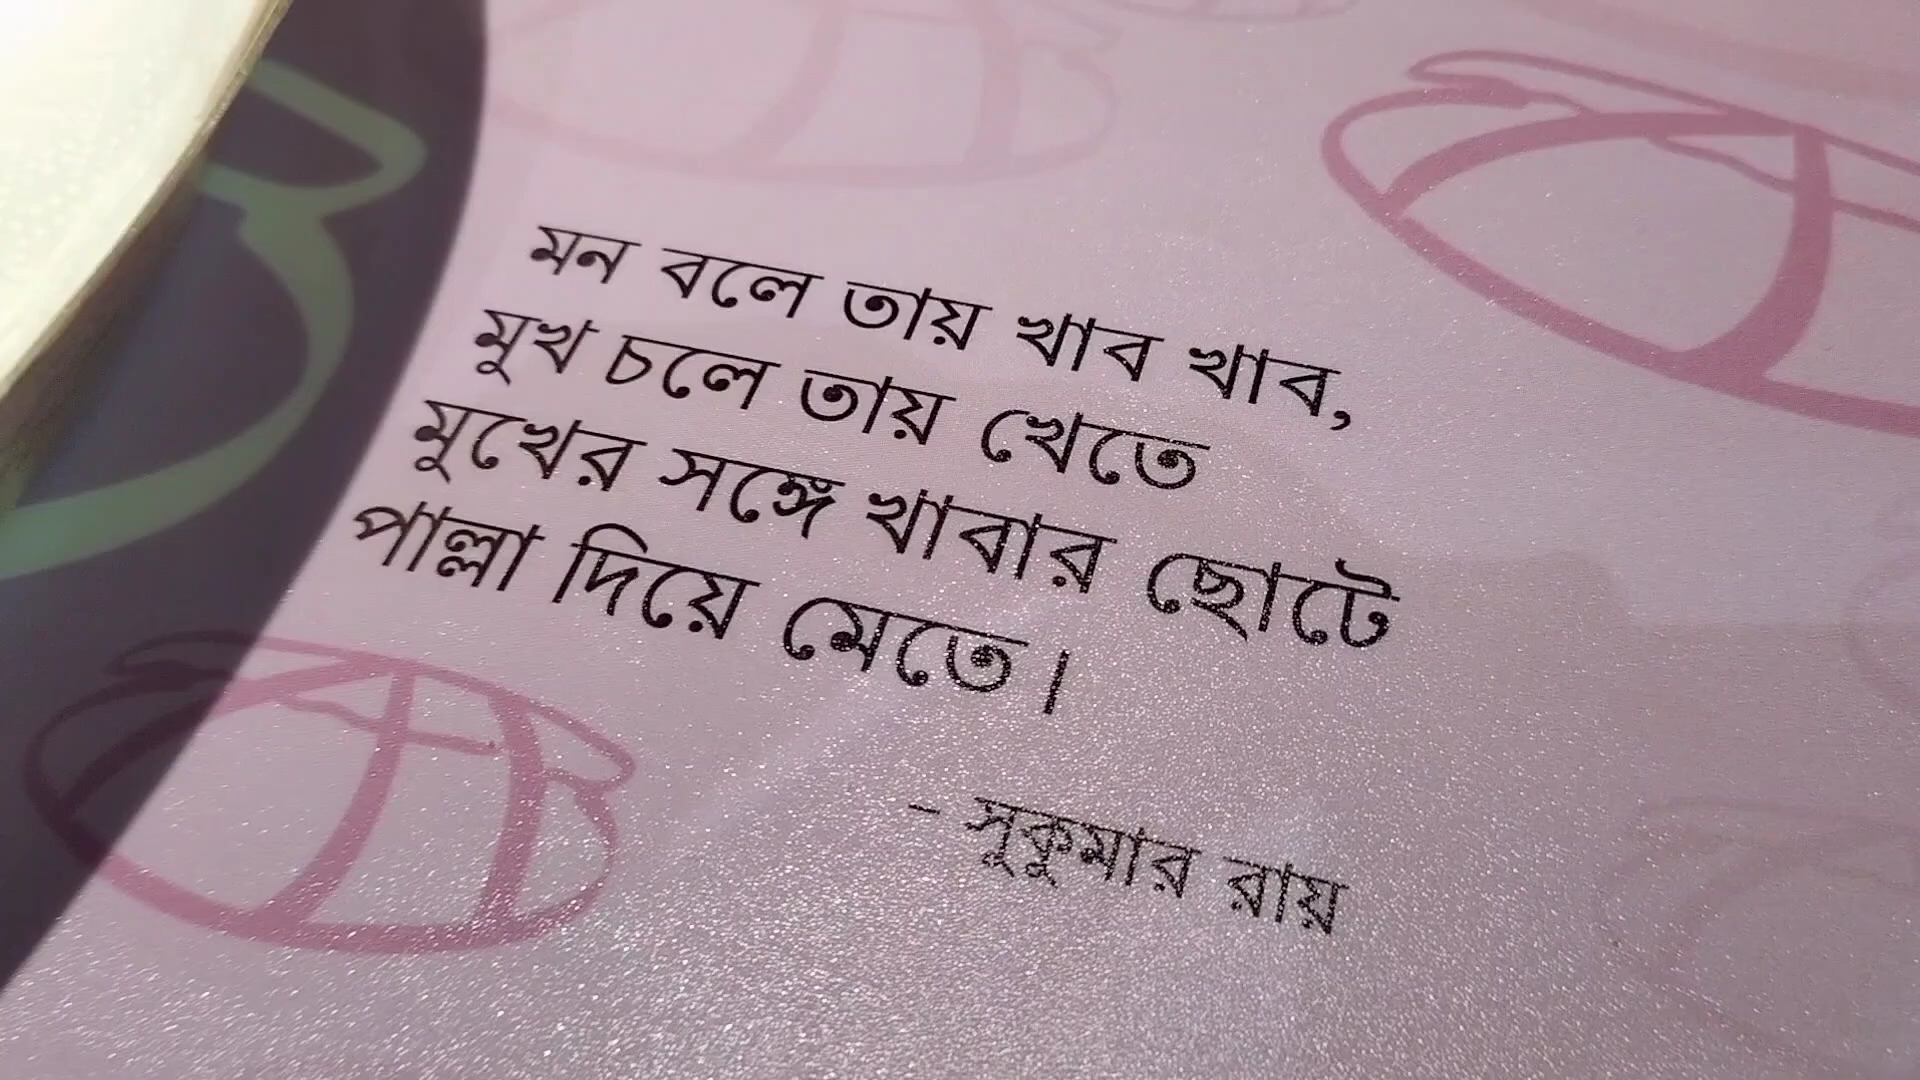 মন বলে তায় খাব খাব,
মুখ চলে তায় খেতে
মুখের সঙ্গে খাবার ছোটে
পাল্লা দিয়ে মেতে।
- সুকুমার রায়